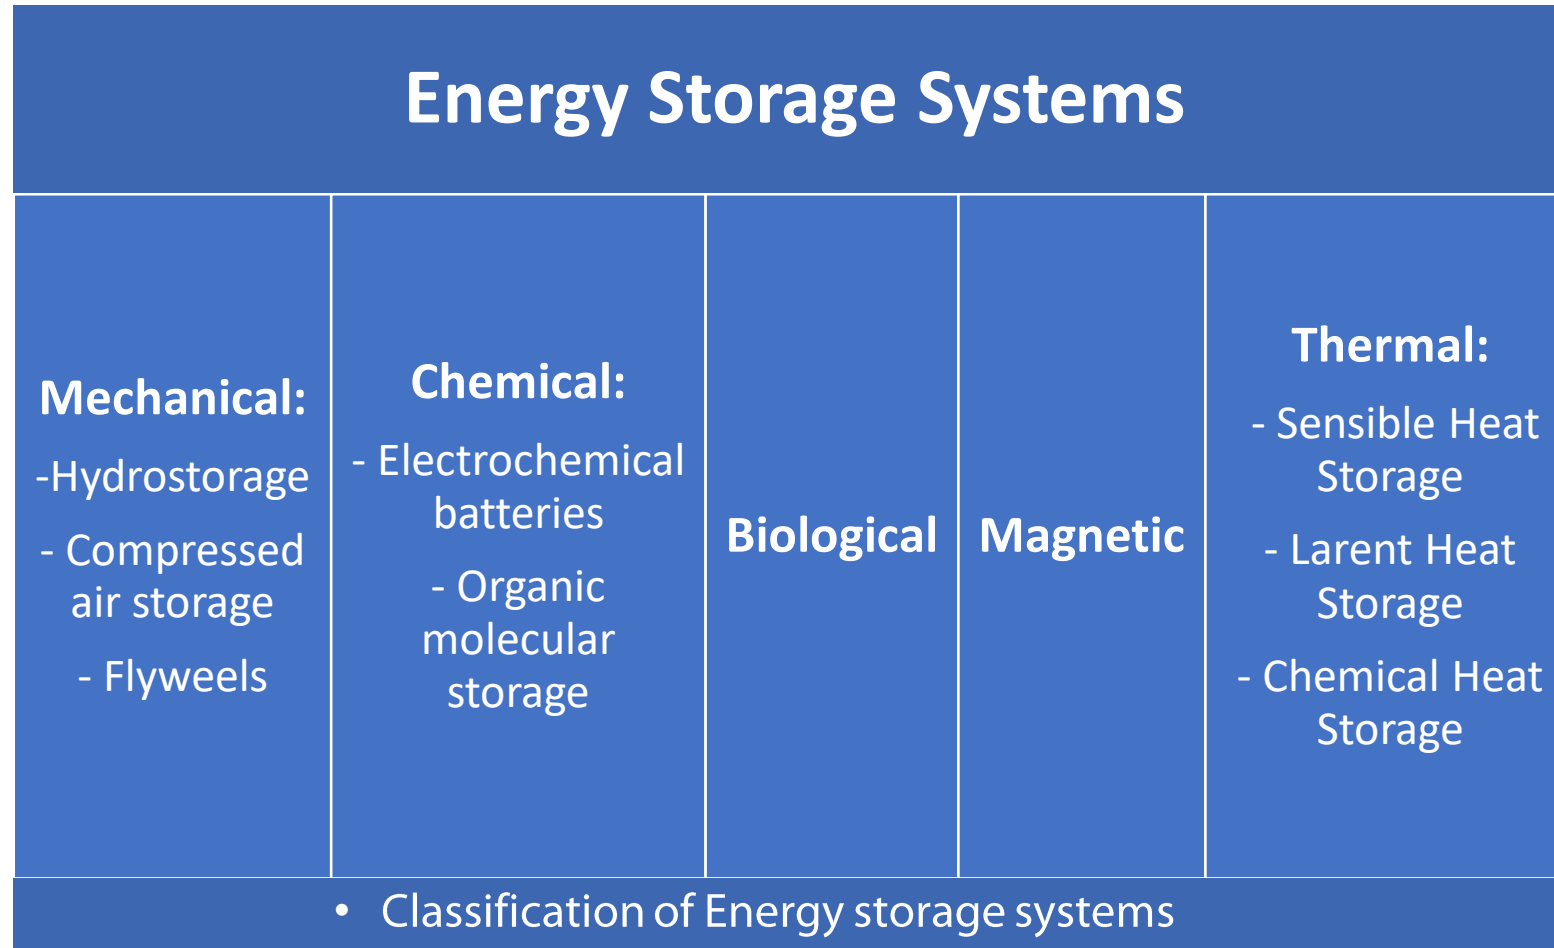 Energy Storage Systems
Mechanical:
-Hydrostorage
- Compressed
air storage
- Flyweels
Chemical:
- Electrochemical
batteries
- Organic
molecular
storage
Biological
Magnetic
Thermal:
- Sensible Heat
Storage
- Larent Heat
Storage
- Chemical Heat
Storage
• Classification of Energy storage systems